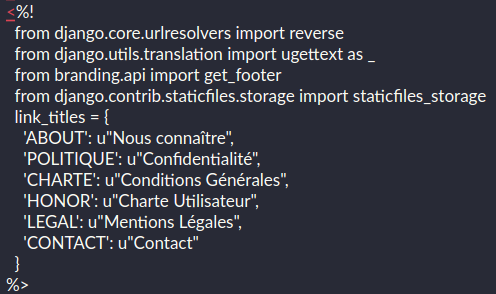 <%!
from django.core.urlresolvers import reverse
from django.utils.translation import ugettext as _
from branding.api import get_footer
from django.contrib.staticfiles.storage import staticfiles_storage
link_titles = {
'ABOUT': u"Nous connaître",
'POLITIQUE': u"Confidentialité",
'CHARTE': u"Conditions Générales",
'HONOR': u"Charte Utilisateur",
'LEGAL': u"Mentions Légales",
'CONTACT': u"Contact"
}
%>